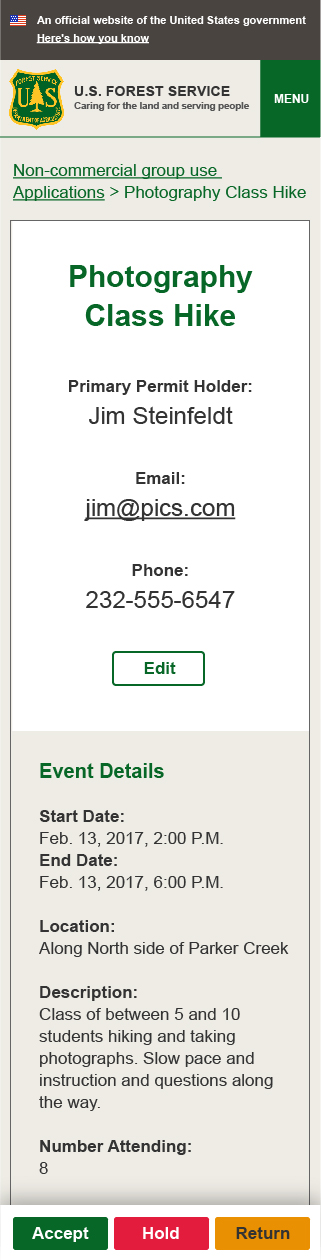 An official website of the United States government
Here's how you know
FOREST SERVICE
U S
DEPARTMENT OF AGRICULTURE
U.S. FOREST SERVICE
Caring for the land and serving people
MENU
Non-commercial group use
Applications > Photography Class Hike
Photography
Class Hike
Primary Permit Holder:
Jim Steinfeldt
Email:
jim@pics.com
Phone:
232-555-6547
Edit
Event Details
Start Date:
Feb. 13, 2017, 2:00 P.M.
End Date:
Feb. 13, 2017, 6:00 P.M.
Location:
Along North side of Parker Creek
Description:
Class of between 5 and 10
students hiking and taking
photographs. Slow pace and
instruction and questions along
the way.
Number Attending:
8
Accept
Hold
Return